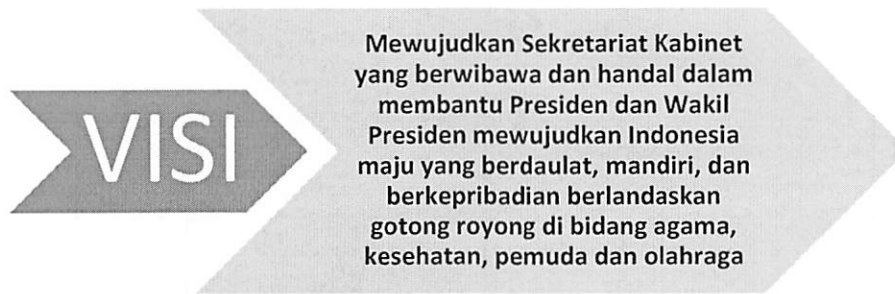 VISI
Mewujudkan Sekretariat Kabinet
yang berwibawa dan handal dalam
membantu Presiden dan Wakil
Presiden mewujudkan Indonesia
maju yang berdaulat, mandiri, dan
berkepribadian berlandaskan
gotong royong di bidang agama,
kesehatan, pemuda dan olahraga